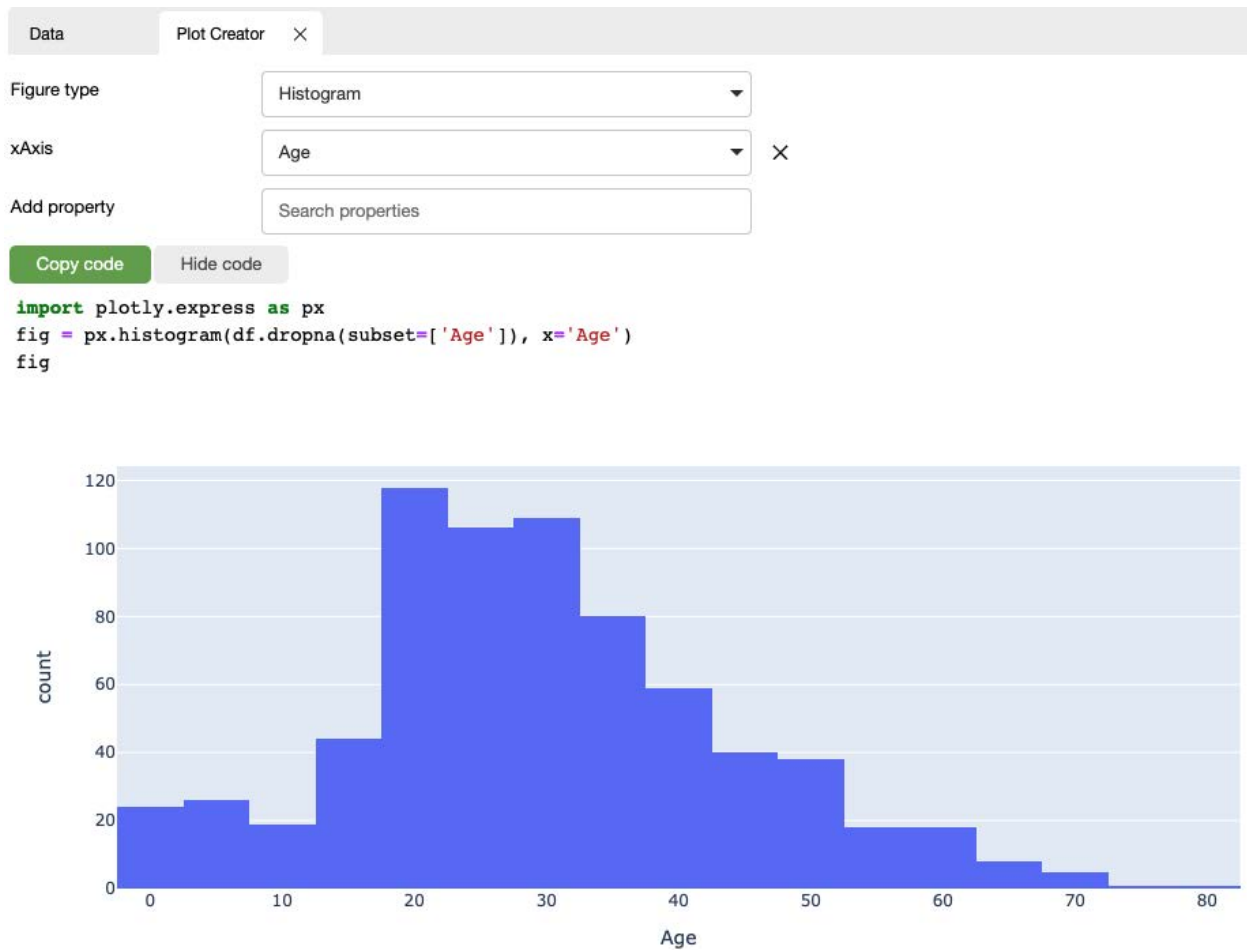 Data Plot Creator ×
Figure type Histogram
xAxis Age ×
Add property Search properties
Copy code Hide code
import plotly.express as px
fig = px.histogram(df.dropna(subset=['Age']), x='Age')
fig
120
100
80
60
40
20
0
count
0 10 20 30 40 50 60 70 80
Age